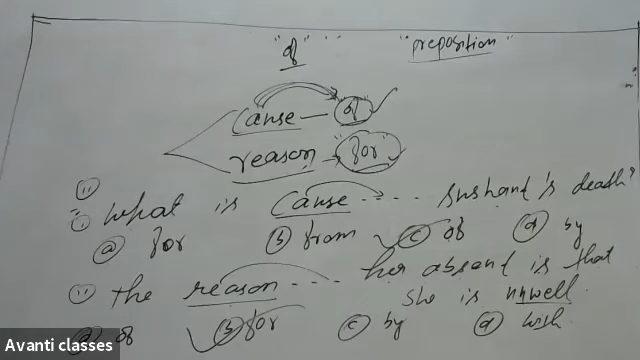 "of" "preposition"
Cause — of
reason → for
(i) What is Cause .... sushant's death?
(a) for (b) from (c) of (d) by
(ii) The reason .... her absent is that
she is unwell
(a) of (b) for (c) by (d) wish
Avanti classes